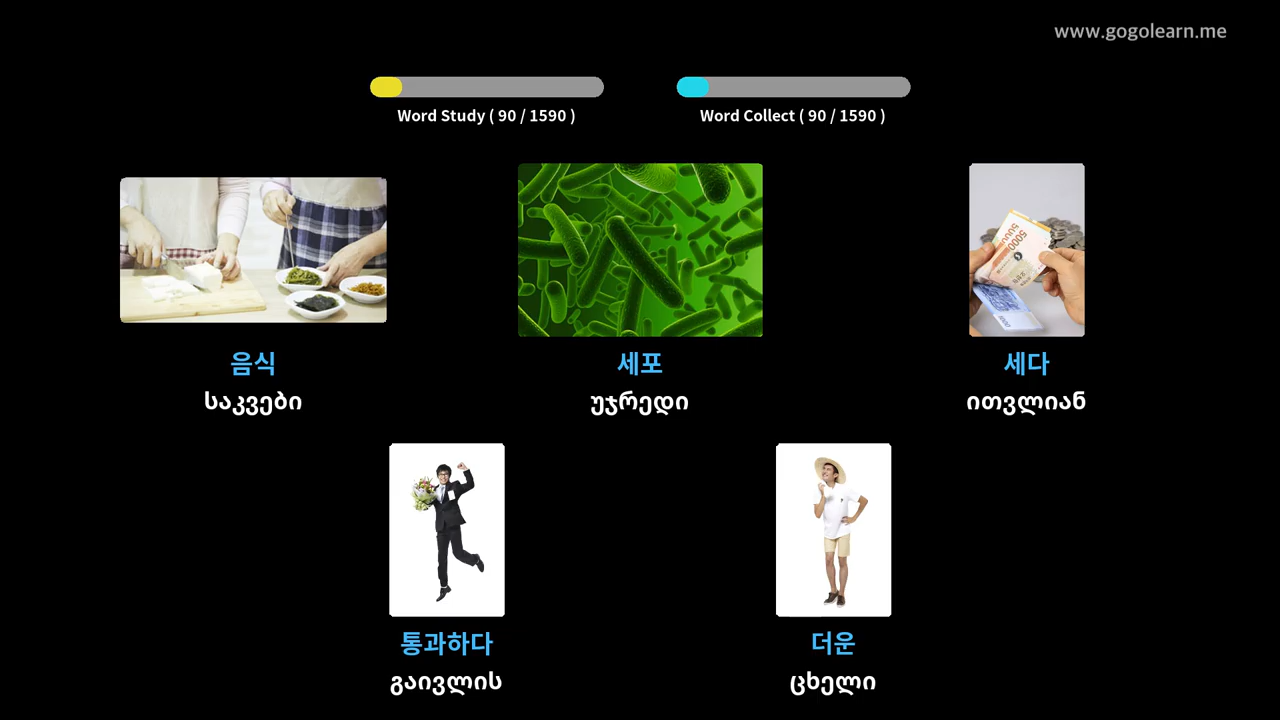 www.gogolearn.me
Word Study ( 90 / 1590 )
Word Collect ( 90 / 1590 )
음식
საკვები
세포
უჯრედი
세다
ითვლიან
통과하다
გაივლის
더운
ცხელი